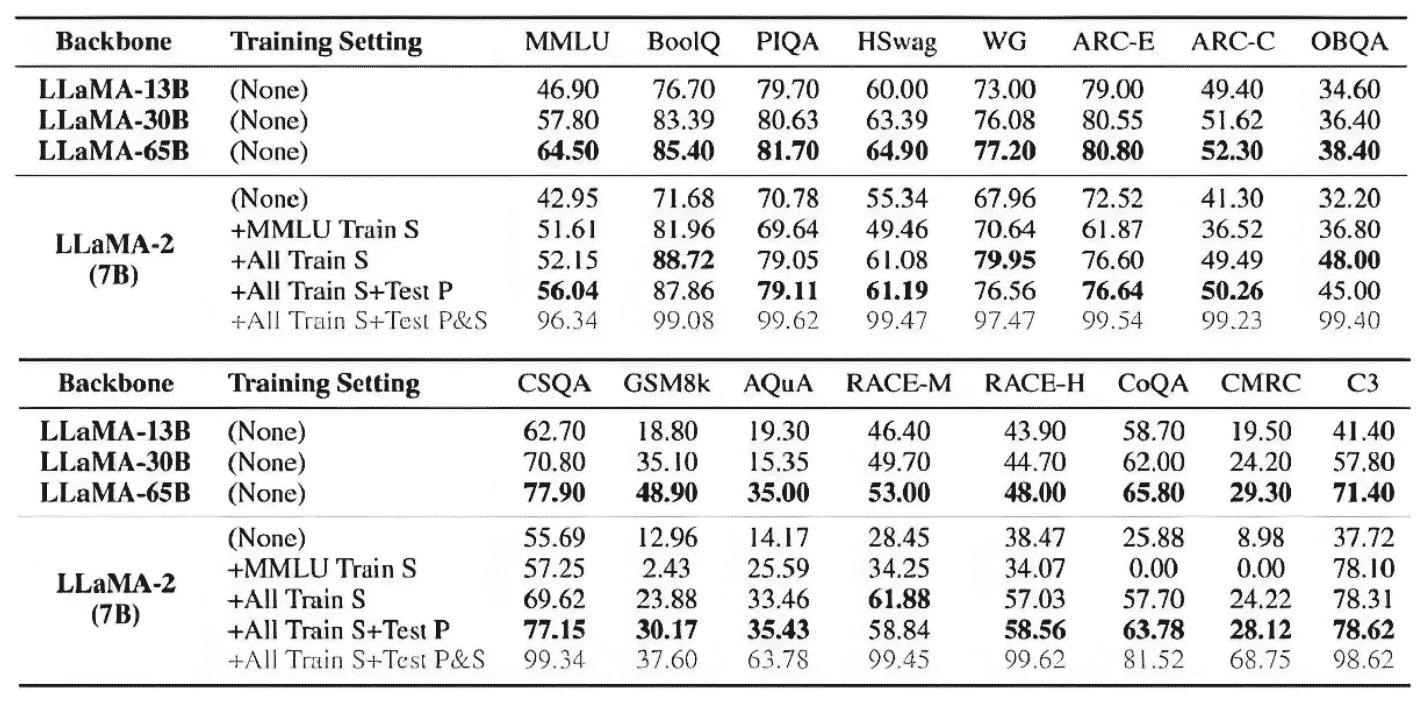 Backbone Training Setting MMLU BoolQ PIQA HSwag WG ARC-E ARC-C OBQA
LLaMA-13B (None) 46.90 76.70 79.70 60.00 73.00 79.00 49.40 34.60
LLaMA-30B (None) 57.80 83.39 80.63 63.39 76.08 80.55 51.62 36.40
LLaMA-65B (None) 64.50 85.40 81.70 64.90 77.20 80.80 52.30 38.40
(None) 42.95 71.68 70.78 55.34 67.96 72.52 41.30 32.20
+MMLU Train S 51.61 81.96 69.64 49.46 70.64 61.87 36.52 36.80
LLaMA-2
+All Train S 52.15 88.72 79.05 61.08 79.95 76.60 49.49 48.00
(7B)
+All Train S+Test P 56.04 87.86 79.11 61.19 76.56 76.64 50.26 45.00
+All Train S+Test P&S 96.34 99.08 99.62 99.47 97.47 99.54 99.23 99.40
Backbone Training Setting CSQA GSM8k AQuA RACE-M RACE-H CoQA CMRC C3
LLaMA-13B (None) 62.70 18.80 19.30 46.40 43.90 58.70 19.50 41.40
LLaMA-30B (None) 70.80 35.10 15.35 49.70 44.70 62.00 24.20 57.80
LLaMA-65B (None) 77.90 48.90 35.00 53.00 48.00 65.80 29.30 71.40
(None) 55.69 12.96 14.17 28.45 38.47 25.88 8.98 37.72
+MMLU Train S 57.25 2.43 25.59 34.25 34.07 0.00 0.00 78.10
LLaMA-2
+All Train S 69.62 23.88 33.46 61.88 57.03 57.70 24.22 78.31
(7B)
+All Train S+Test P 77.15 30.17 35.43 58.84 58.56 63.78 28.12 78.62
+All Train S+Test P&S 99.34 37.60 63.78 99.45 99.62 81.52 68.75 98.62